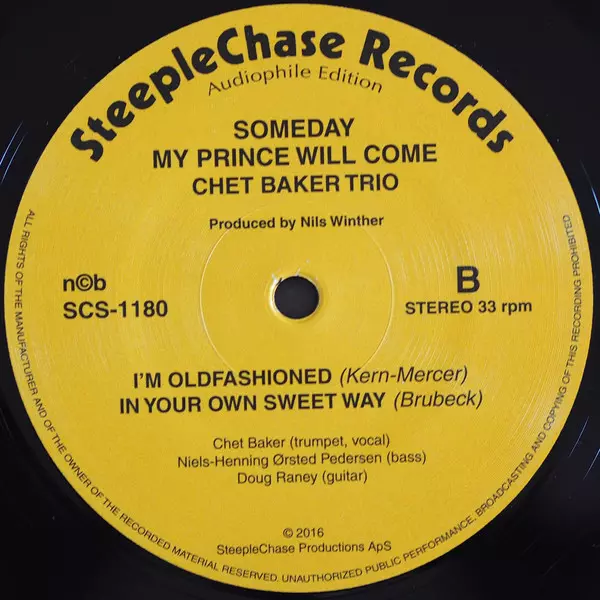 SteepleChase Records
Audiophile Edition
SOMEDAY
MY PRINCE WILL COME
CHET BAKER TRIO
Produced by Nils Winther
n©b
SCS-1180
B
STEREO 33 rpm
I'M OLDFASHIONED (Kern-Mercer)
IN YOUR OWN SWEET WAY (Brubeck)
Chet Baker (trumpet, vocal)
Niels-Henning Ørsted Pedersen (bass)
Doug Raney (guitar)
© 2016
SteepleChase Productions ApS
ALL RIGHTS OF THE MANUFACTURER AND OF THE OWNER OF THE RECORDED MATERIAL RESERVED. UNAUTHORIZED PUBLIC PERFORMANCE, BROADCASTING AND COPYING OF THIS RECORDING PROHIBITED